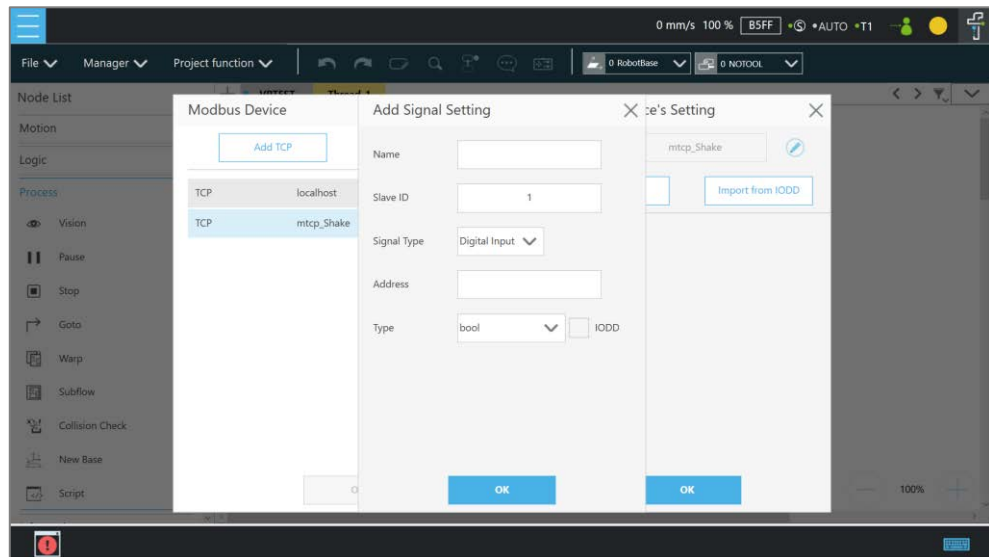 0 mm/s 100 % B5FF S AUTO T1
File Manager Project function 0 RobotBase 0 NOTOOL
Node List
Motion
Logic
Process
Vision
Pause
Stop
Goto
Warp
Subflow
Collision Check
New Base
Script
VPTEST Thread 1
Modbus Device
Add TCP
TCP localhost
TCP mtcp_Shake
Add Signal Setting
Name
Slave ID 1
Signal Type Digital Input
Address
Type bool IODD
OK
Setting
mtcp_Shake
Import from IODD
OK
100%